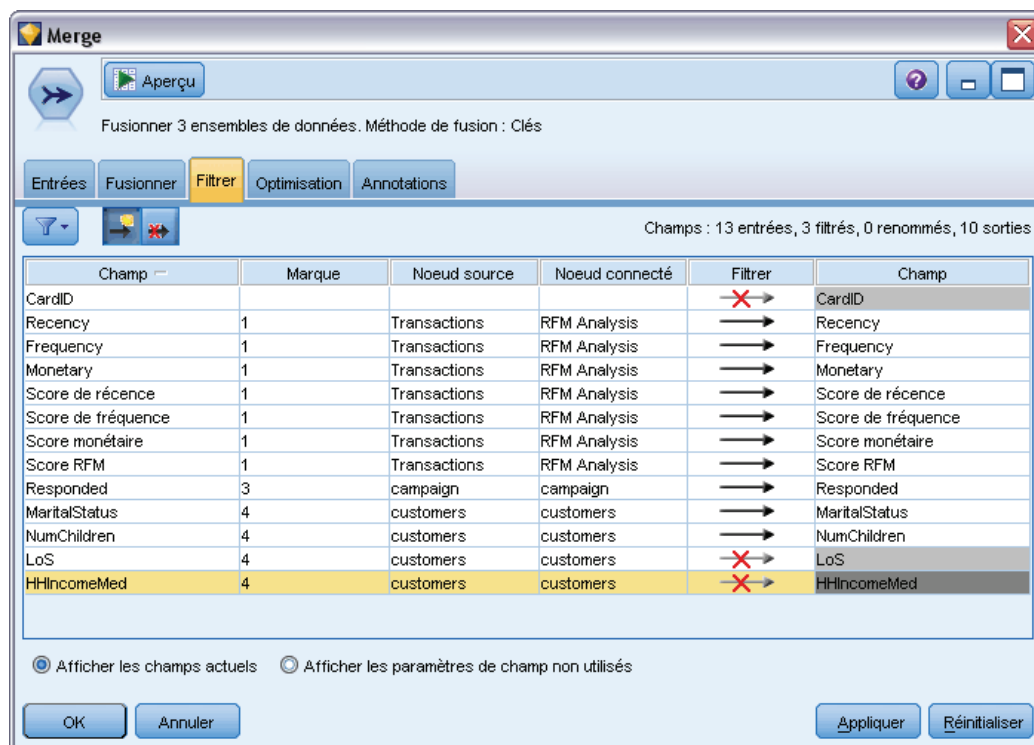 Merge
Aperçu
Fusionner 3 ensembles de données. Méthode de fusion : Clés
Entrées Fusionner Filtrer Optimisation Annotations
Champs : 13 entrées, 3 filtrés, 0 renommés, 10 sorties
Champ Marque Noeud source Noeud connecté Filtrer Champ
CardID CardID
Recency 1 Transactions RFM Analysis Recency
Frequency 1 Transactions RFM Analysis Frequency
Monetary 1 Transactions RFM Analysis Monetary
Score de récence 1 Transactions RFM Analysis Score de récence
Score de fréquence 1 Transactions RFM Analysis Score de fréquence
Score monétaire 1 Transactions RFM Analysis Score monétaire
Score RFM 1 Transactions RFM Analysis Score RFM
Responded 3 campaign campaign Responded
MaritalStatus 4 customers customers MaritalStatus
NumChildren 4 customers customers NumChildren
LoS 4 customers customers LoS
HHIncomeMed 4 customers customers HHIncomeMed
Afficher les champs actuels Afficher les paramètres de champ non utilisés
OK Annuler Appliquer Réinitialiser